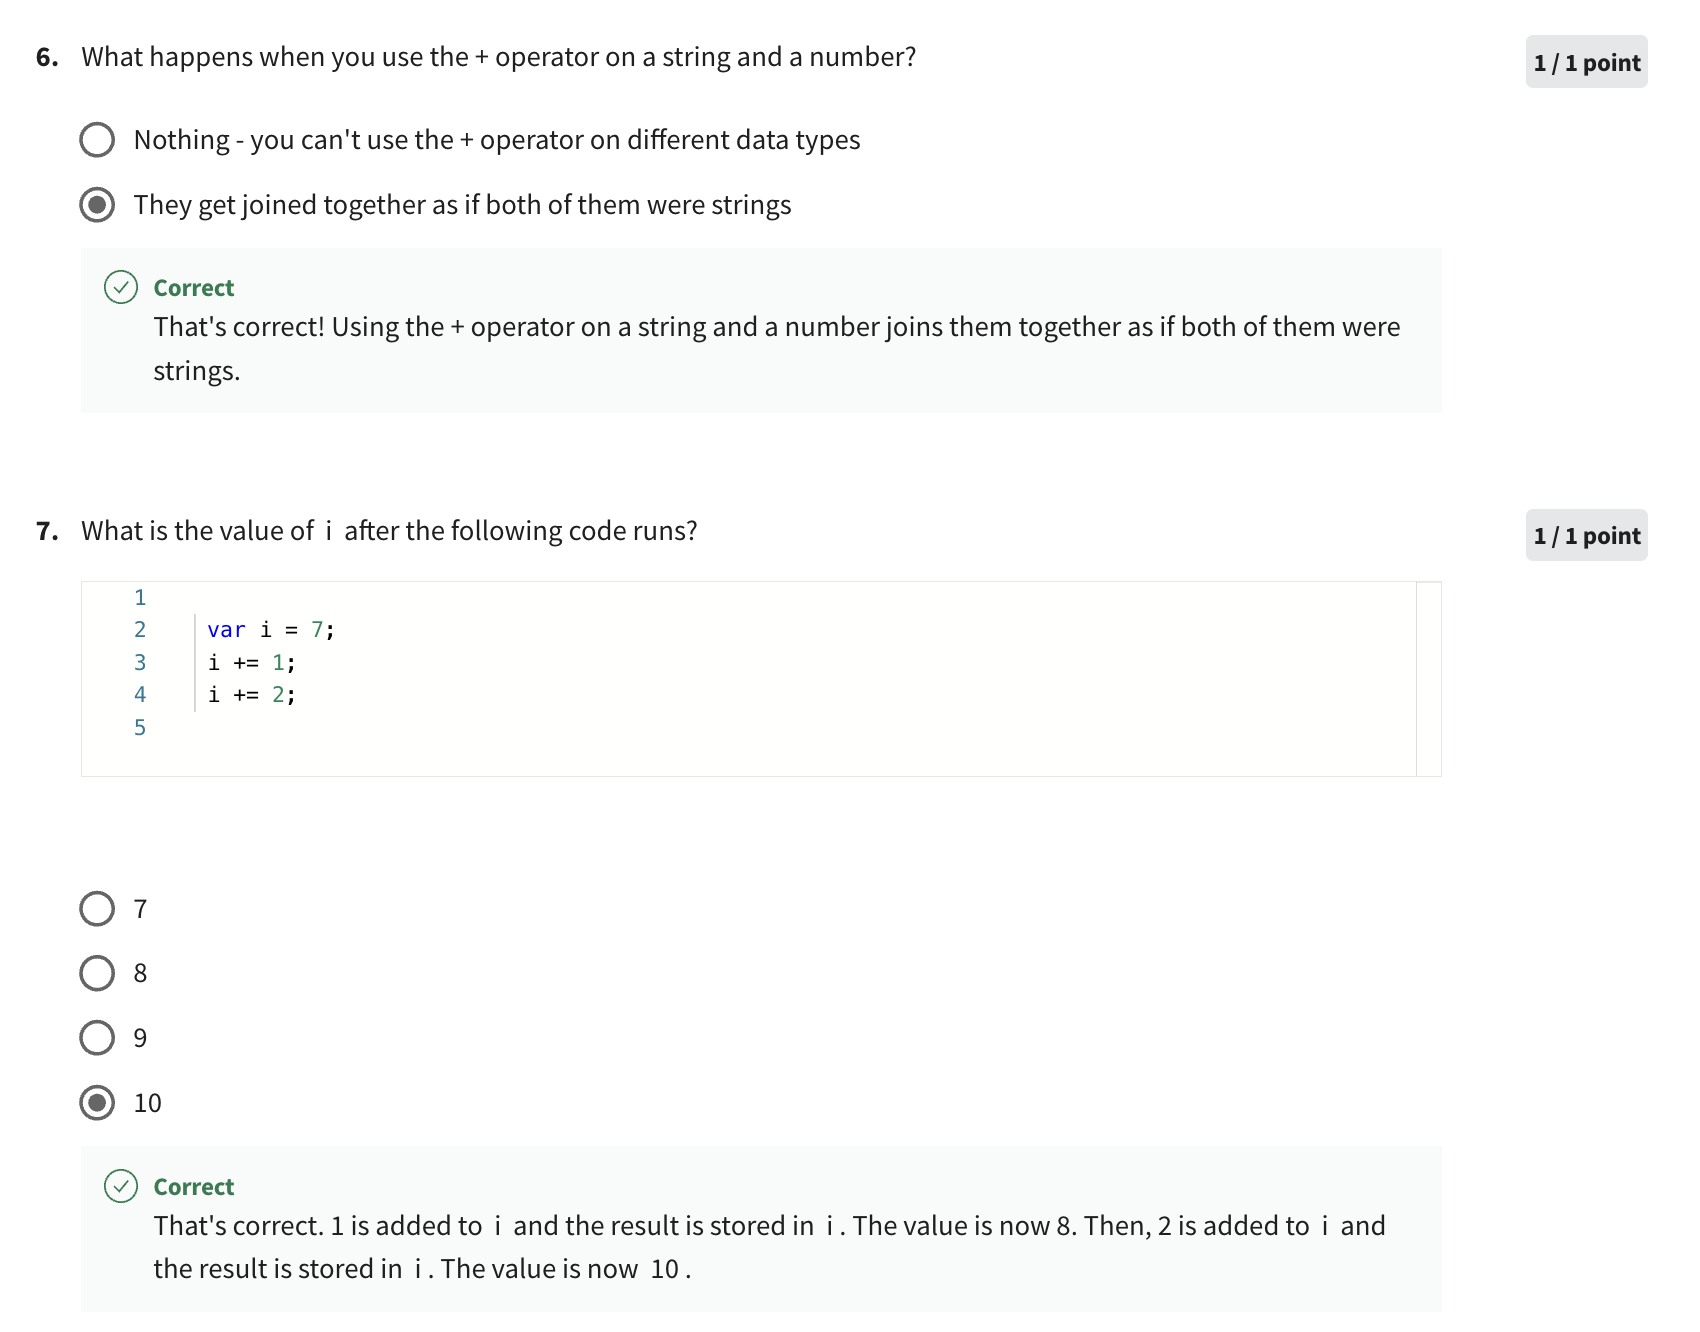 6. What happens when you use the + operator on a string and a number?
1 / 1 point
Nothing - you can't use the + operator on different data types
They get joined together as if both of them were strings
Correct
That's correct! Using the + operator on a string and a number joins them together as if both of them were
strings.
7. What is the value of i after the following code runs?
1 / 1 point
1
2 var i = 7;
3 i += 1;
4 i += 2;
5
7
8
9
10
Correct
That's correct. 1 is added to i and the result is stored in i . The value is now 8. Then, 2 is added to i and
the result is stored in i . The value is now 10 .